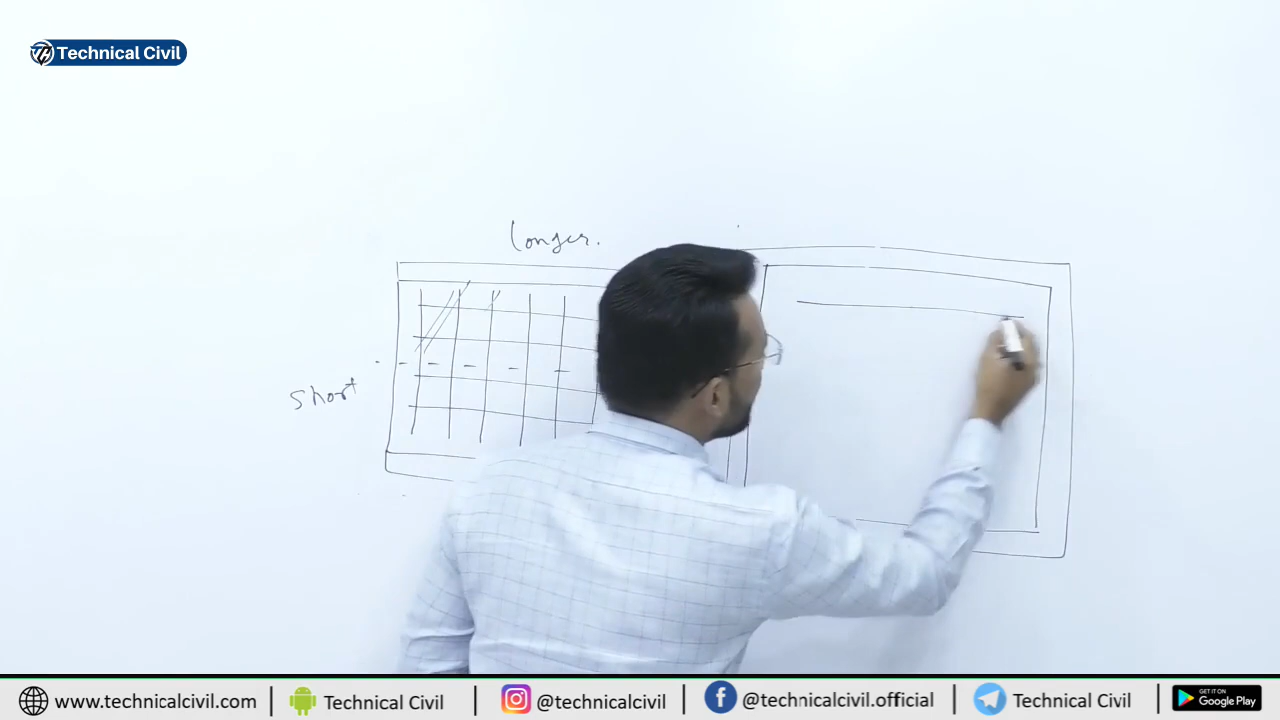 Technical Civil
Longer.
Short
www.technicalcivil.com
Technical Civil
@technicalcivil
@technicalcivil.official
Technical Civil
GET IT ON
Google Play